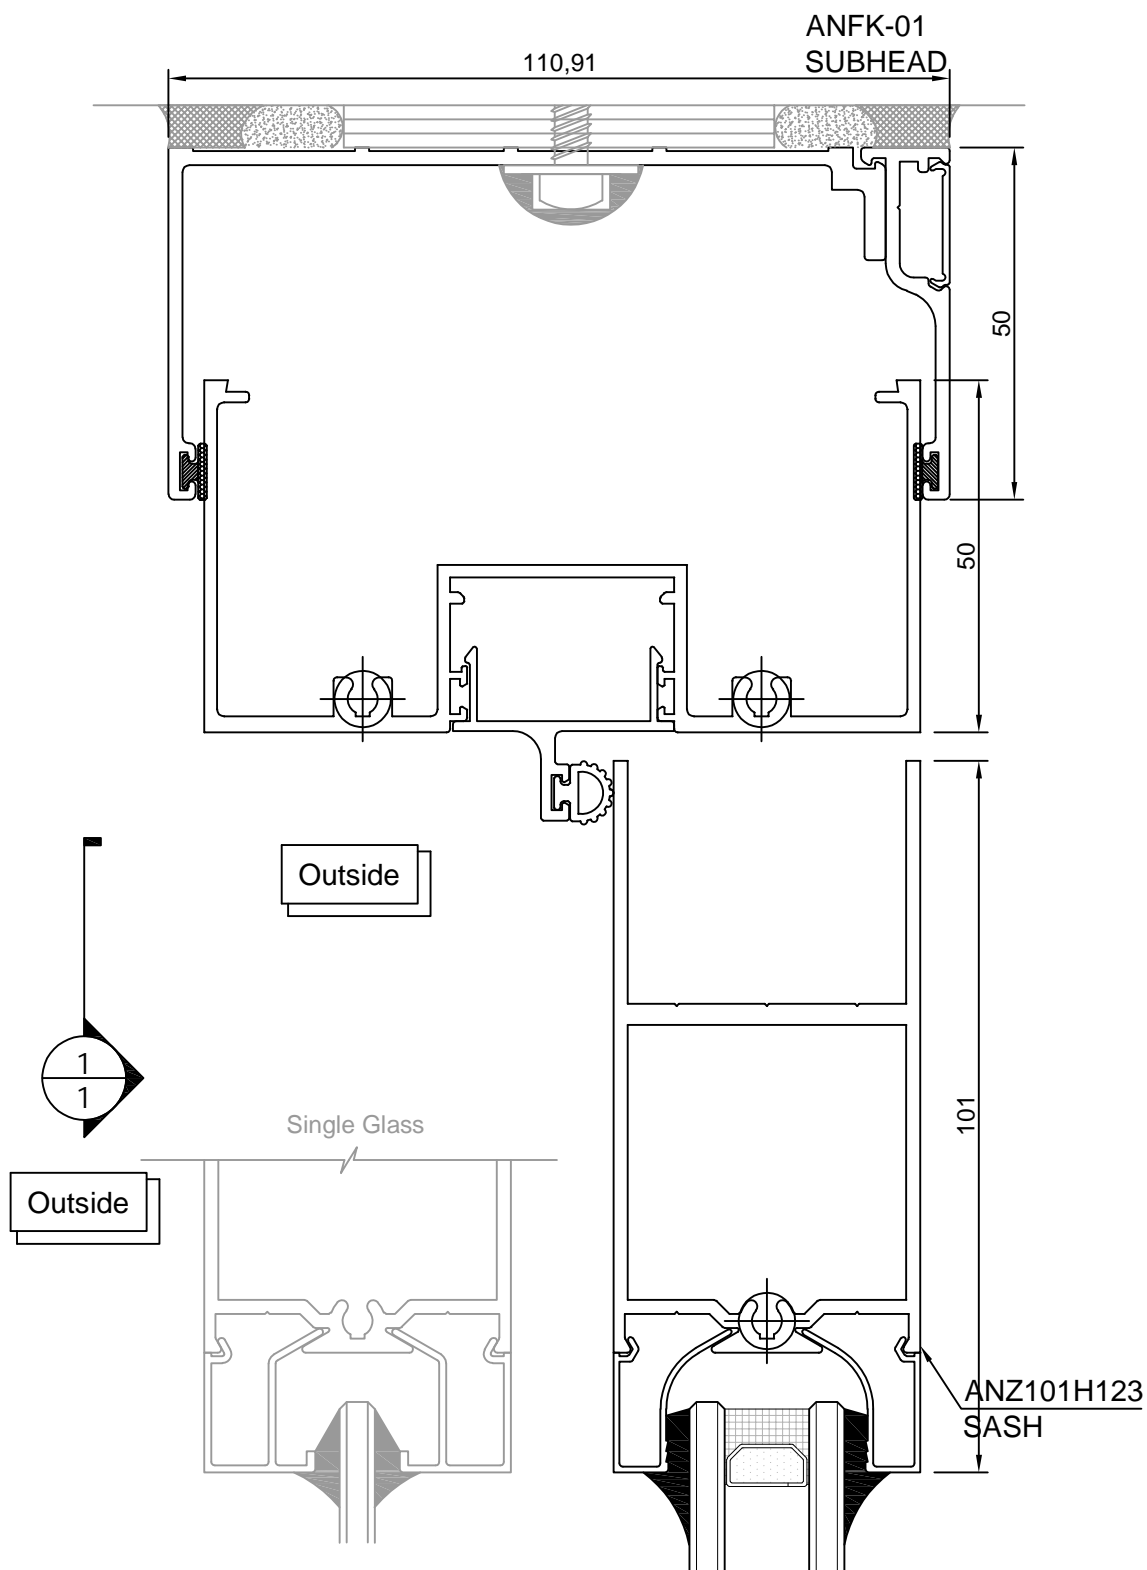 ANFK-01
SUBHEAD
110,91
50
50
Outside
1
1
101
Single Glass
Outside
ANZ101H123
SASH